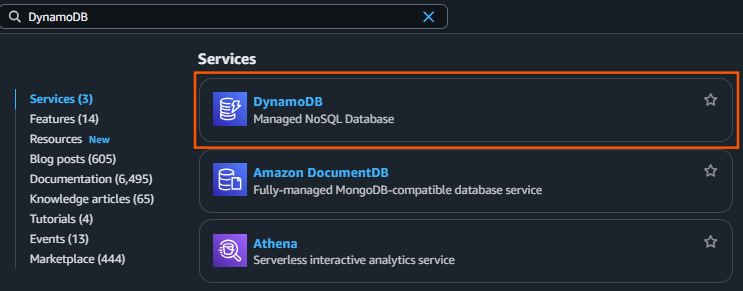 DynamoDB
Services
Services (3)
Features (14)
Resources New
Blog posts (605)
Documentation (6,495)
Knowledge articles (65)
Tutorials (4)
Events (13)
Marketplace (444)
DynamoDB
Managed NoSQL Database
Amazon DocumentDB
Fully-managed MongoDB-compatible database service
Athena
Serverless interactive analytics service